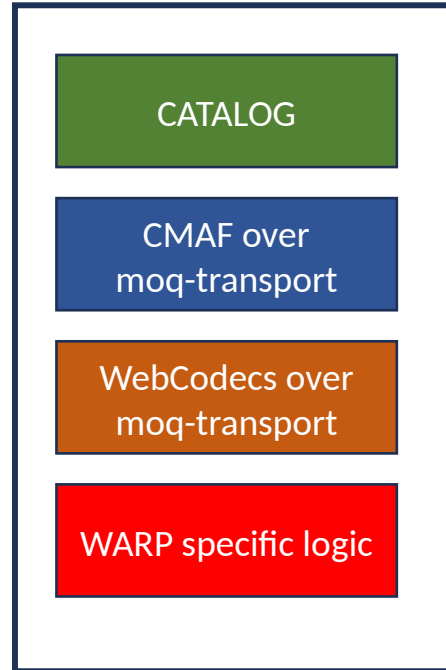 CATALOG
CMAF over
moq-transport
WebCodecs over
moq-transport
WARP specific logic